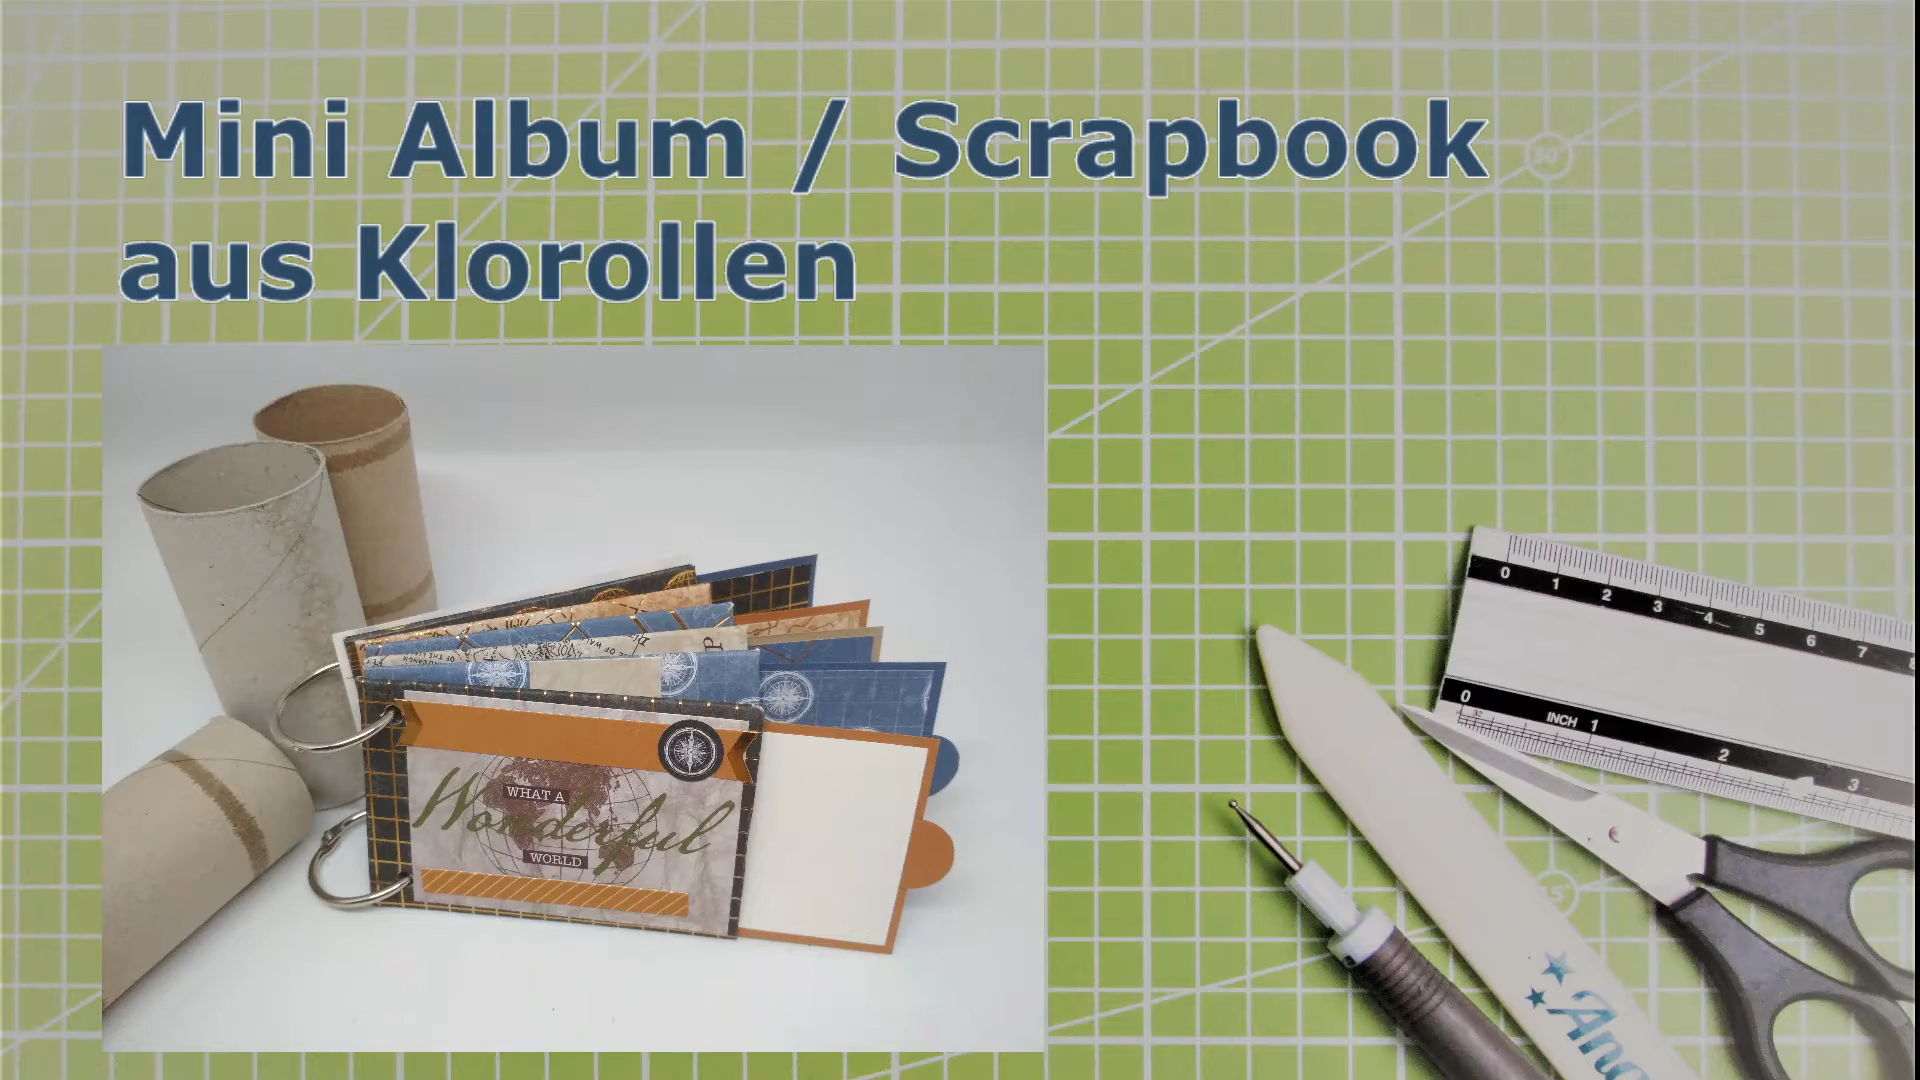 Mini Album / Scrapbook
aus Klorollen
WHAT A
Wonderful
WORLD
0 1 2 3 4 5 6 7 8
0 INCH 1 2 3